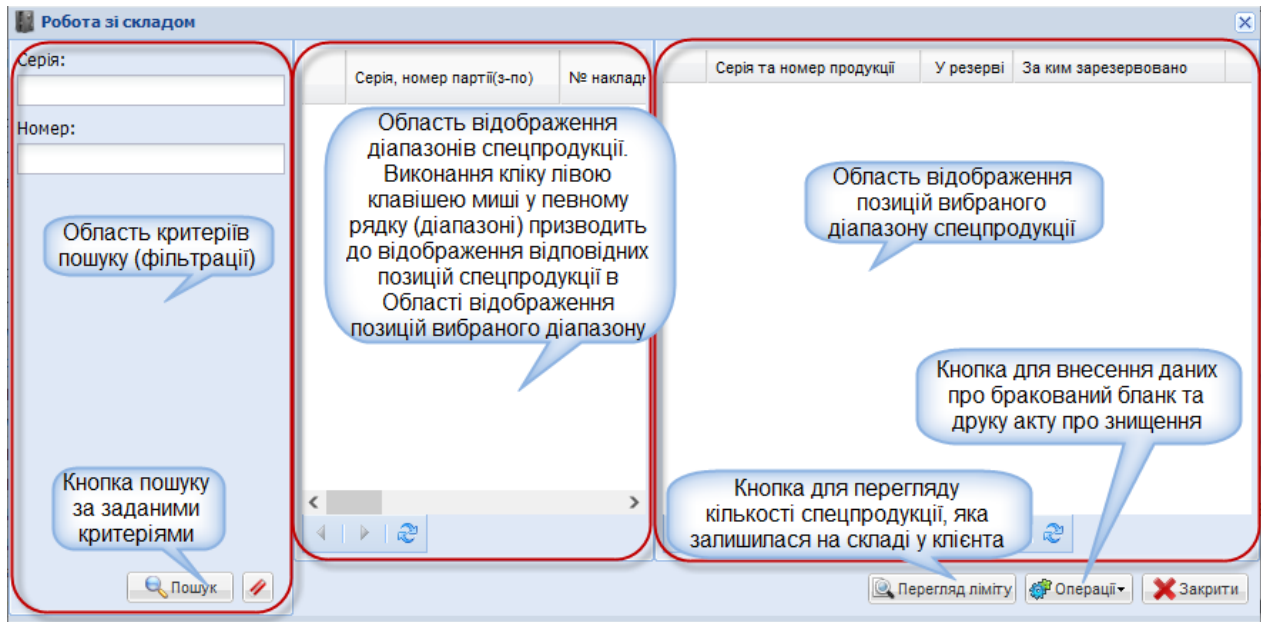 Робота зі складом
Серія:
Номер:
Область критеріїв
пошуку (фільтрації)
Кнопка пошуку
за заданими
критеріями
Пошук
Серія, номер партії(з-по)
№ накладн
Область відображення
діапазонів спецпродукції.
Виконання кліку лівою
клавішею миші у певному
рядку (діапазоні) призводить
до відображення відповідних
позицій спецпродукції в
Області відображення
позицій вибраного діапазону
Серія та номер продукції
У резерві
За ким зарезервовано
Область відображення
позицій вибраного
діапазону спецпродукції
Кнопка для внесення даних
про бракований бланк та
друку акту про знищення
Кнопка для перегляду
кількості спецпродукції, яка
залишилася на складі у клієнта
Перегляд ліміту
Операції
Закрити